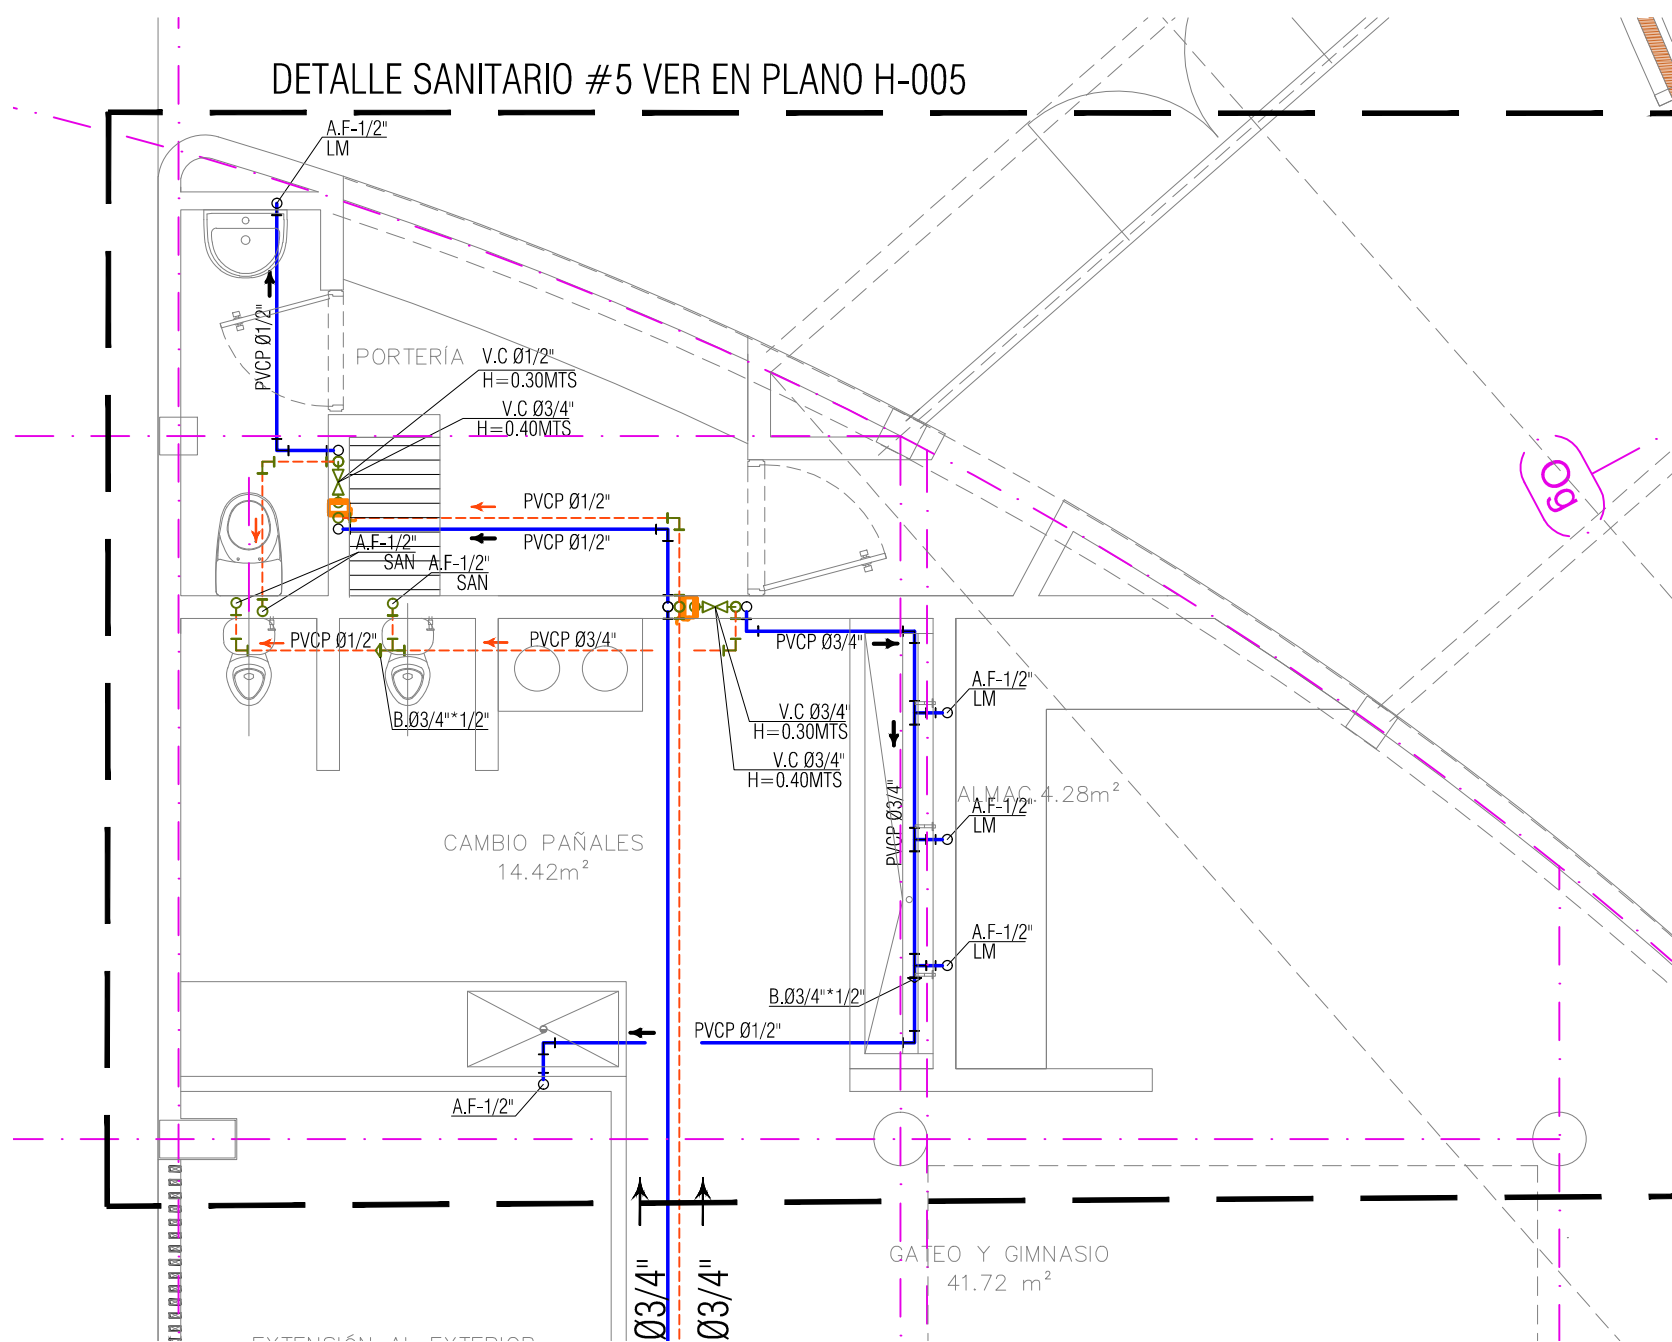 DETALLE SANITARIO #5 VER EN PLANO H-005
A.F-1/2"
LM
PVCP Ø1/2"
PORTERÍA
V.C Ø1/2"
H=0.30MTS
V.C Ø3/4"
H=0.40MTS
PVCP Ø1/2"
PVCP Ø1/2"
A.F-1/2"
SAN
A.F-1/2"
SAN
PVCP Ø1/2"
PVCP Ø3/4"
PVCP Ø3/4"
B.Ø3/4"*1/2"
V.C Ø3/4"
H=0.30MTS
V.C Ø3/4"
H=0.40MTS
A.F-1/2"
LM
PVCP Ø3/4"
ALMAC.4.28m²
A.F-1/2"
LM
CAMBIO PAÑALES
14.42m²
A.F-1/2"
LM
B.Ø3/4"*1/2"
PVCP Ø1/2"
A.F-1/2"
Og
Ø3/4"
Ø3/4"
GATEO Y GIMNASIO
41.72 m²
EXTENSIÓN AL EXTERIOR